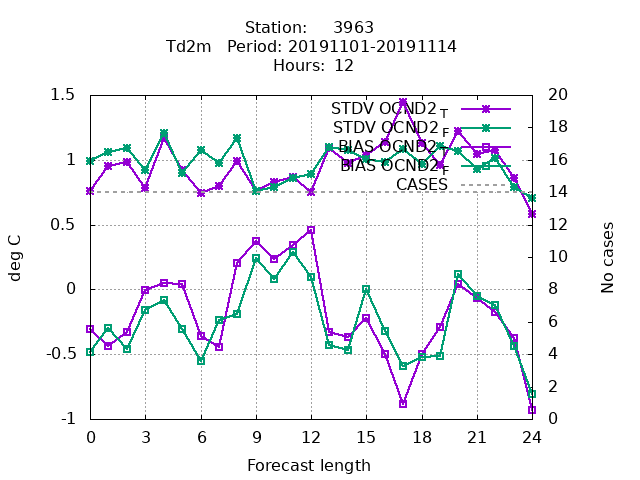 Station: 3963
Td2m Period: 20191101-20191114
Hours: 12
1.5
1
0.5
0
-0.5
-1
20
18
16
14
12
10
8
6
4
2
0
deg C
No cases
STDV OCND2 T
STDV OCND2 F
BIAS OCND2 T
BIAS OCND2 F
CASES
0 3 6 9 12 15 18 21 24
Forecast length